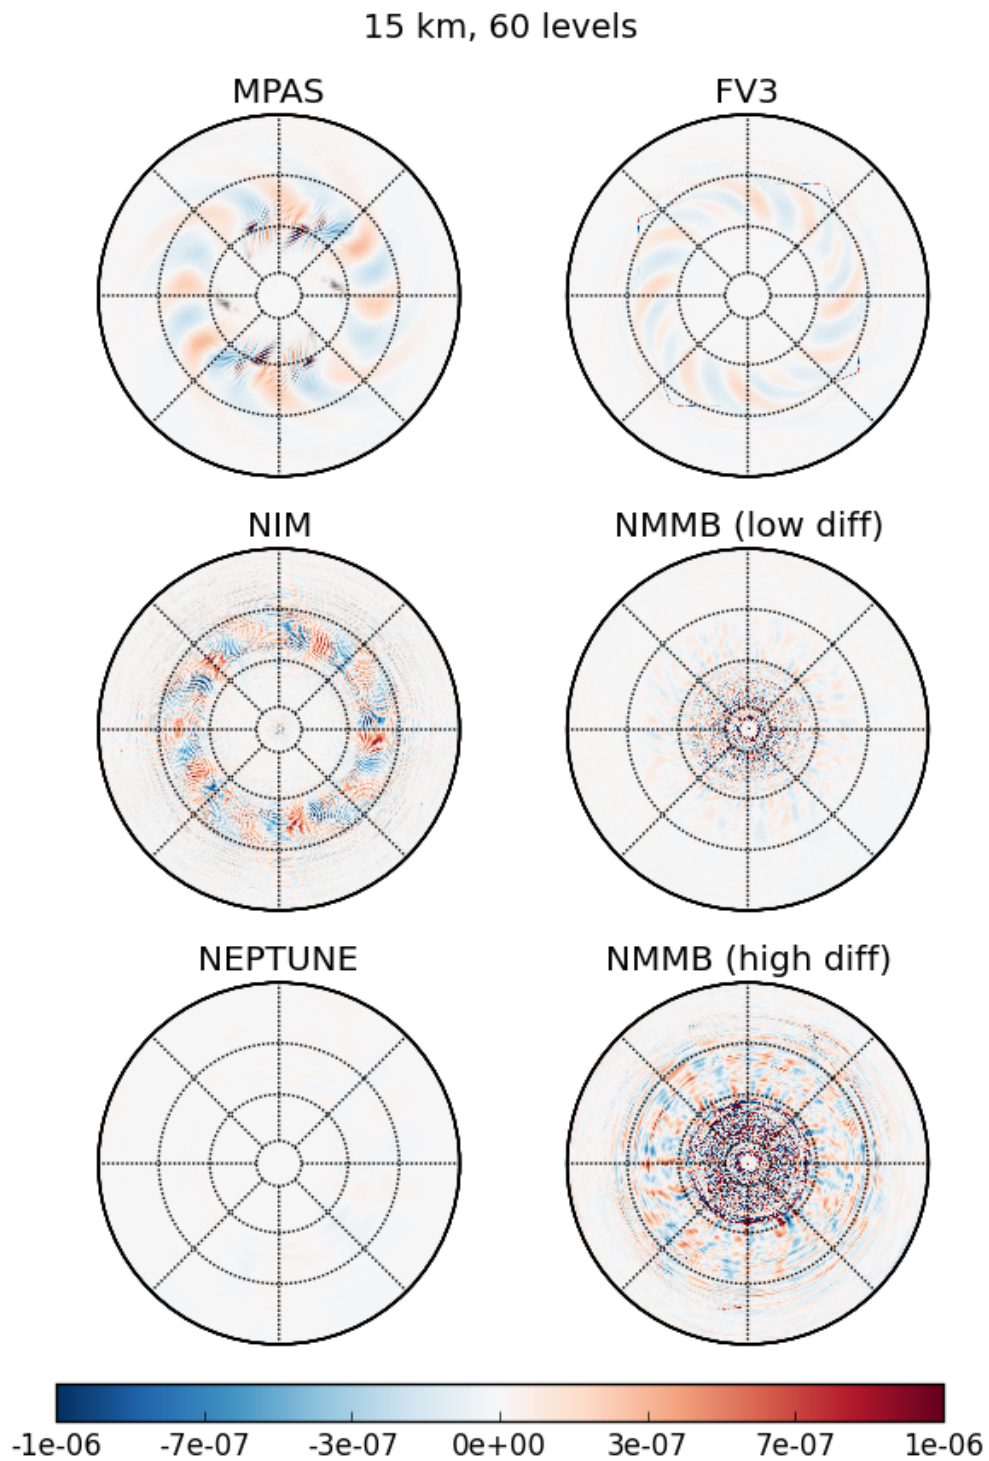 15 km, 60 levels
MPAS
FV3
NIM
NMMB (low diff)
NEPTUNE
NMMB (high diff)
-1e-06 -7e-07 -3e-07 0e+00 3e-07 7e-07 1e-06